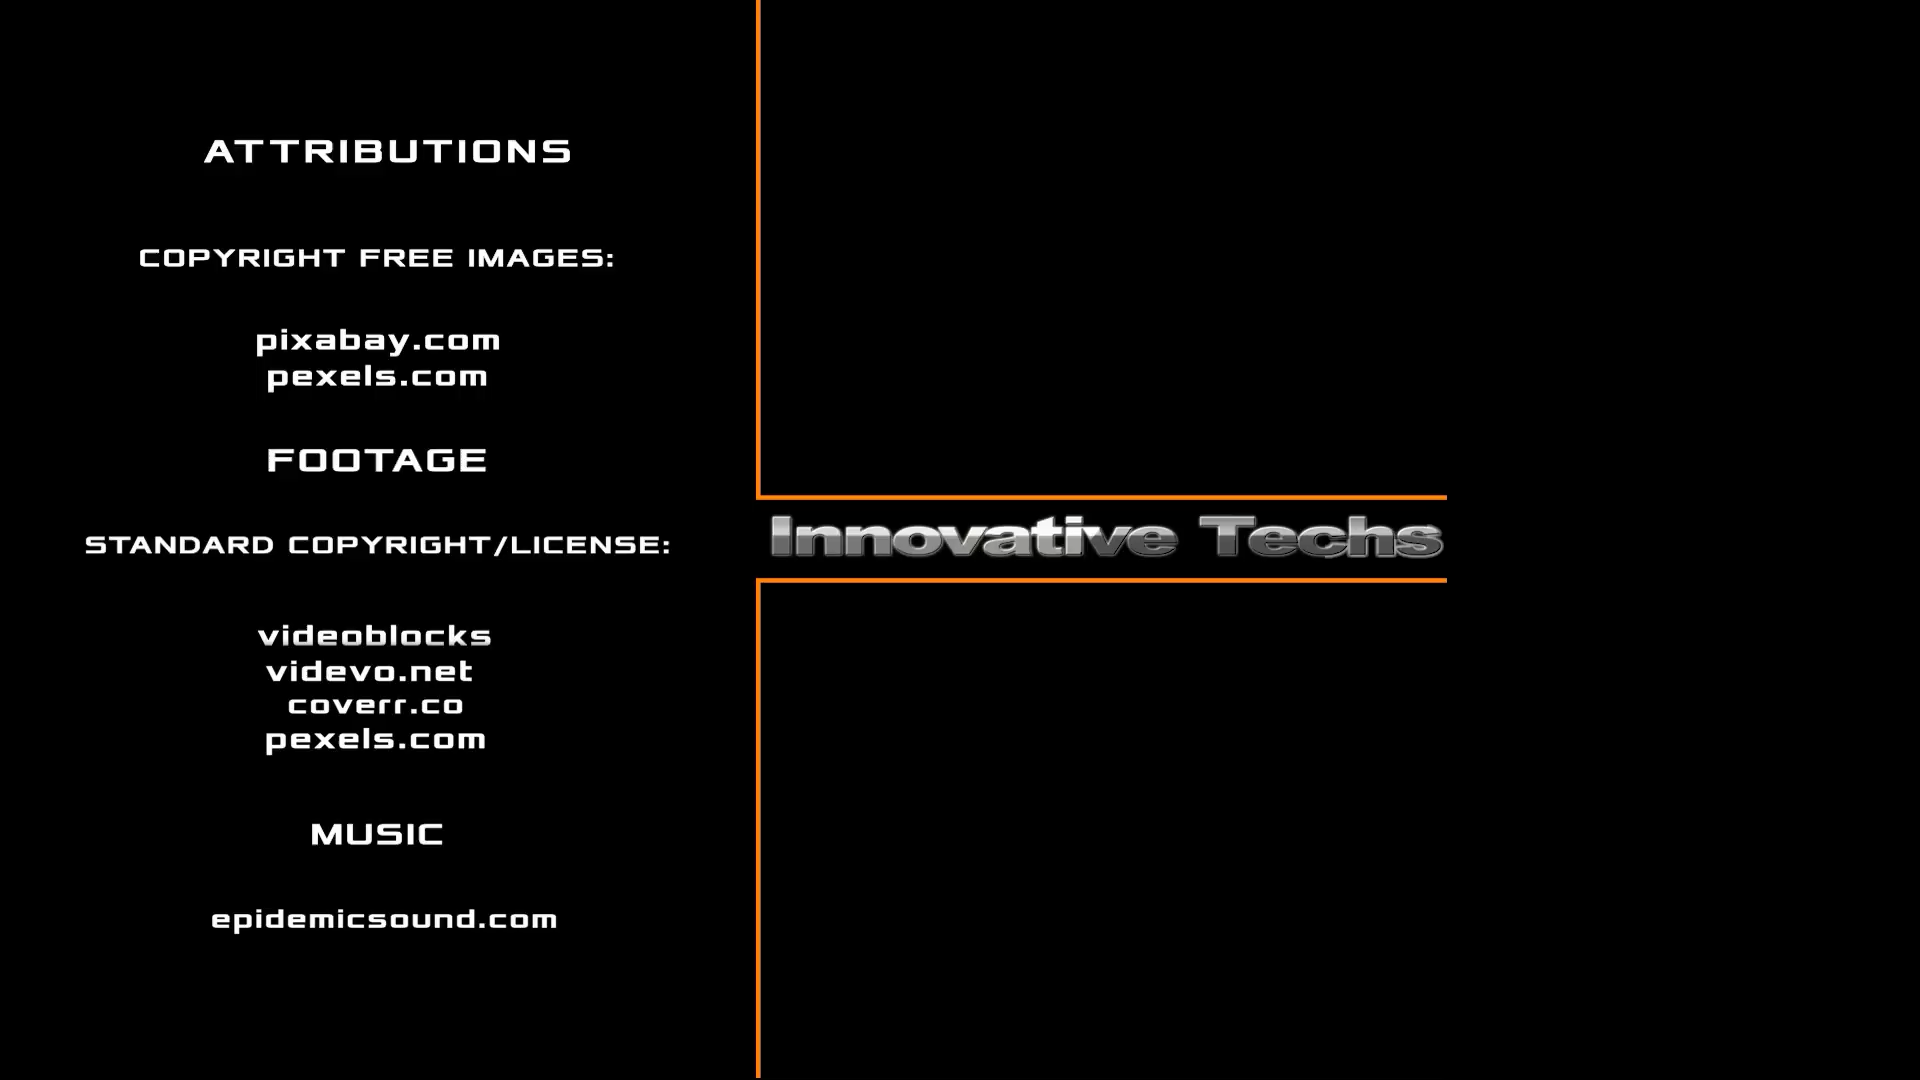 ATTRIBUTIONS
COPYRIGHT FREE IMAGES:
pixabay.com
pexels.com
FOOTAGE
STANDARD COPYRIGHT/LICENSE:
videoblocks
videvo.net
coverr.co
pexels.com
MUSIC
epidemicsound.com
Innovative Techs